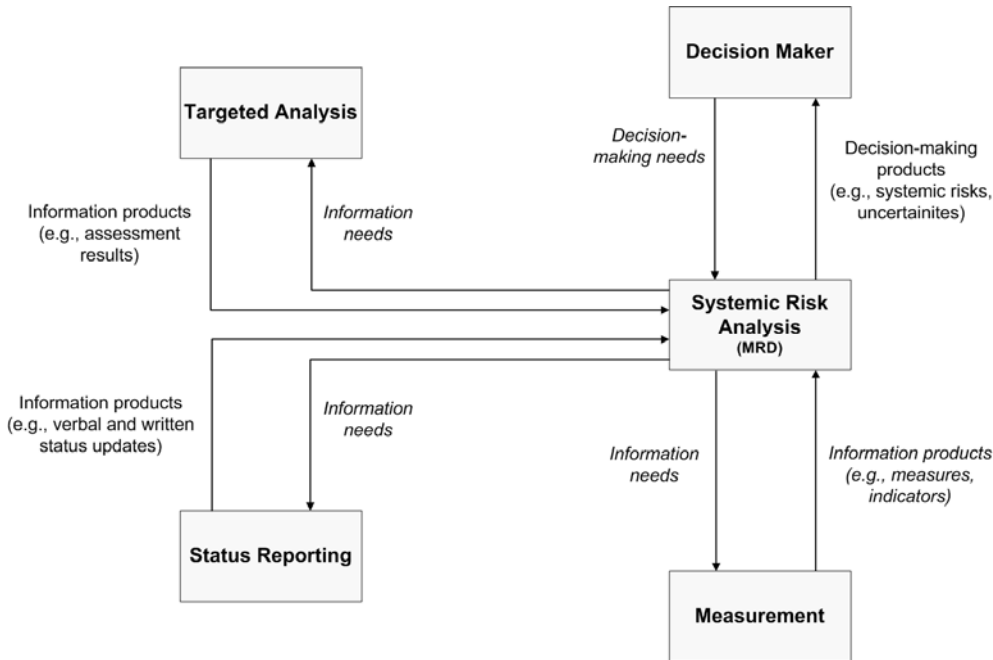 Decision Maker
Targeted Analysis
Decision-
making needs
Decision-making
products
(e.g., systemic risks,
uncertainites)
Information products
(e.g., assessment
results)
Information
needs
Systemic Risk
Analysis
(MRD)
Information products
(e.g., verbal and written
status updates)
Information
needs
Information
needs
Information products
(e.g., measures,
indicators)
Status Reporting
Measurement